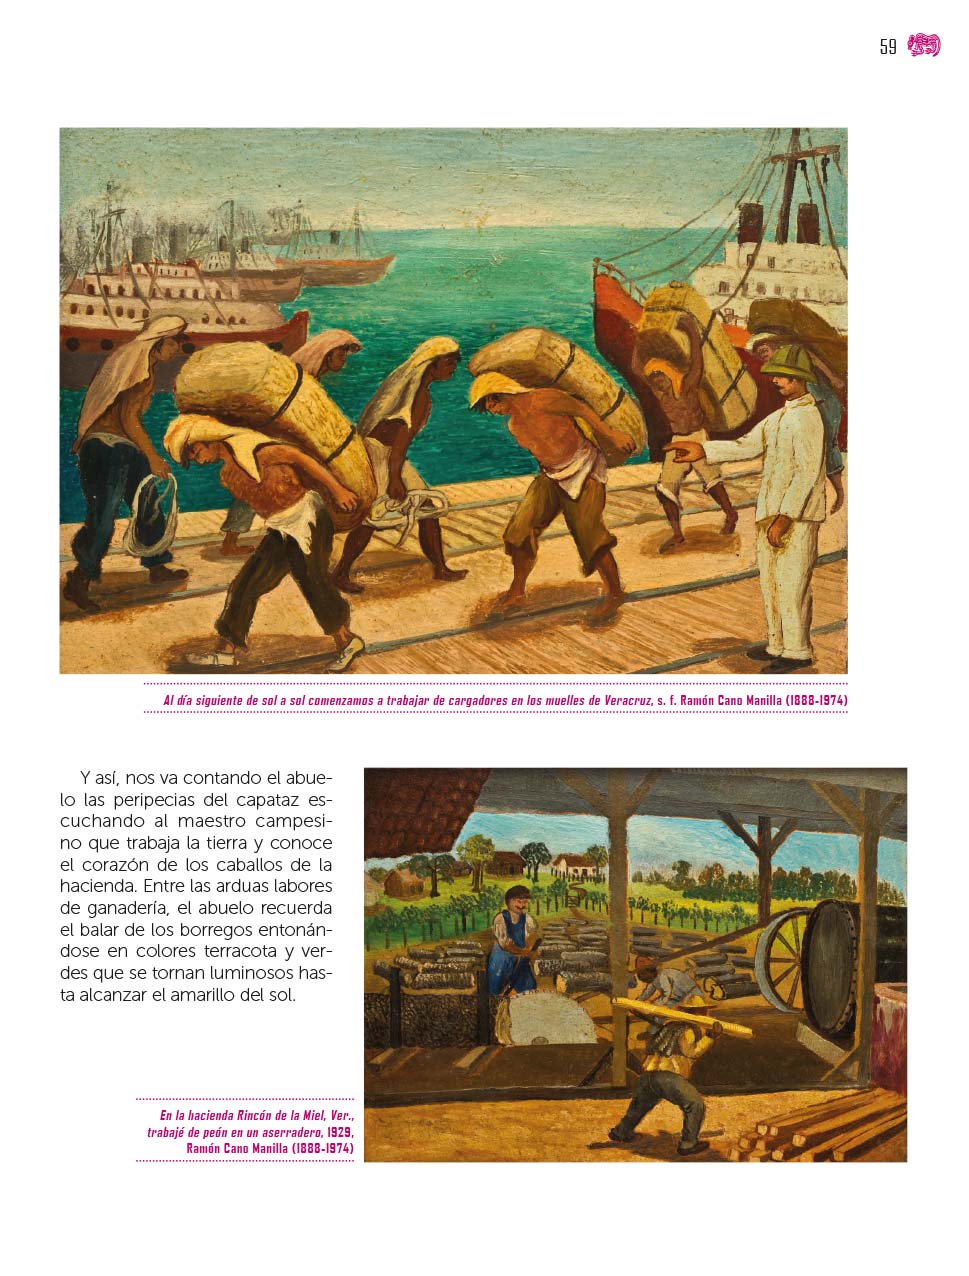 59
Al día siguiente de sol a sol comenzamos a trabajar de cargadores en los muelles de Veracruz, s. f. Ramón Cano Manilla (1888-1974)
Y así, nos va contando el abue-
lo las peripecias del capataz es-
cuchando al maestro campesi-
no que trabaja la tierra y conoce
el corazón de los caballos de la
hacienda. Entre las arduas labores
de ganadería, el abuelo recuerda
el balar de los borregos entonán-
dose en colores terracota y ver-
des que se tornan luminosos has-
ta alcanzar el amarillo del sol.
En la hacienda Rincón de la Miel, Ver.,
trabajé de peón en un aserradero, 1929,
Ramón Cano Manilla (1888-1974)